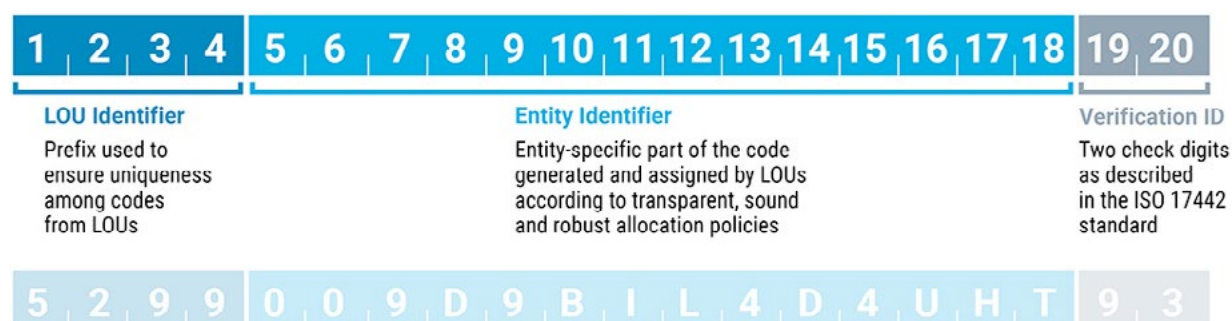 1 2 3 4 5 6 7 8 9 10 11 12 13 14 15 16 17 18 19 20
LOU Identifier
Prefix used to
ensure uniqueness
among codes
from LOUs
Entity Identifier
Entity-specific part of the code
generated and assigned by LOUs
according to transparent, sound
and robust allocation policies
Verification ID
Two check digits
as described
in the ISO 17442
standard
5 2 9 9 0 0 9 D 9 B I L 4 D 4 U H T 9 3